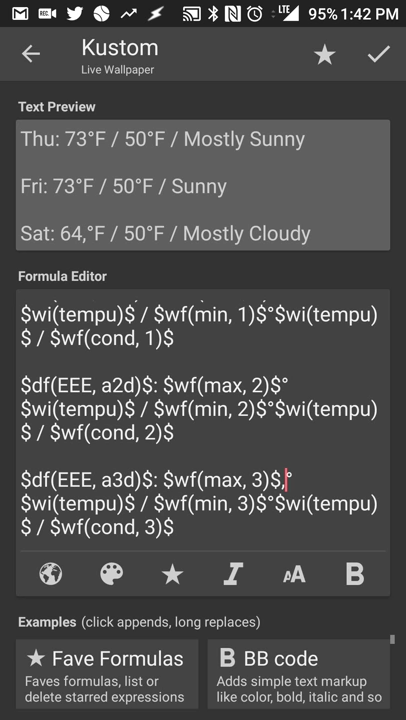 REC
LTE
95% 1:42 PM
Kustom
Live Wallpaper
Text Preview
Thu: 73°F / 50°F / Mostly Sunny
Fri: 73°F / 50°F / Sunny
Sat: 64,°F / 50°F / Mostly Cloudy
Formula Editor
$wi(tempu)$ / $wf(min, 1)$°$wi(tempu)
$ / $wf(cond, 1)$
$df(EEE, a2d)$: $wf(max, 2)$°
$wi(tempu)$ / $wf(min, 2)$°$wi(tempu)
$ / $wf(cond, 2)$
$df(EEE, a3d)$: $wf(max, 3)$,°
$wi(tempu)$ / $wf(min, 3)$°$wi(tempu)
$ / $wf(cond, 3)$
I AA B
Examples (click appends, long replaces)
Fave Formulas
Faves formulas, list or
delete starred expressions
B BB code
Adds simple text markup
like color, bold, italic and so